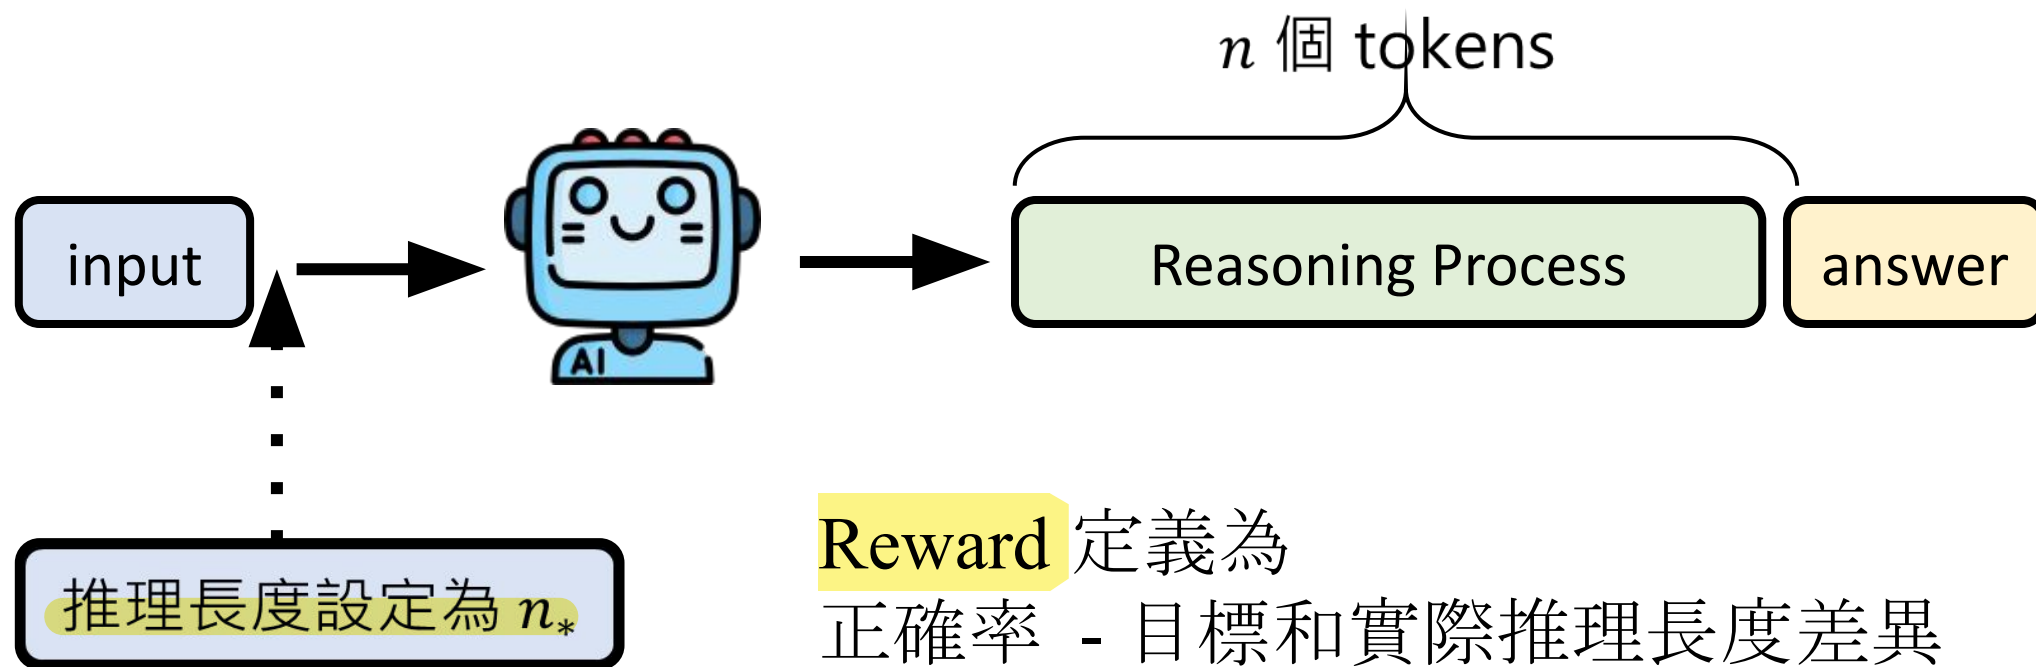 n 個 tokens
input
Reasoning Process
answer
AI
推理長度設定為 n*
Reward 定義為
正確率 - 目標和實際推理長度差異